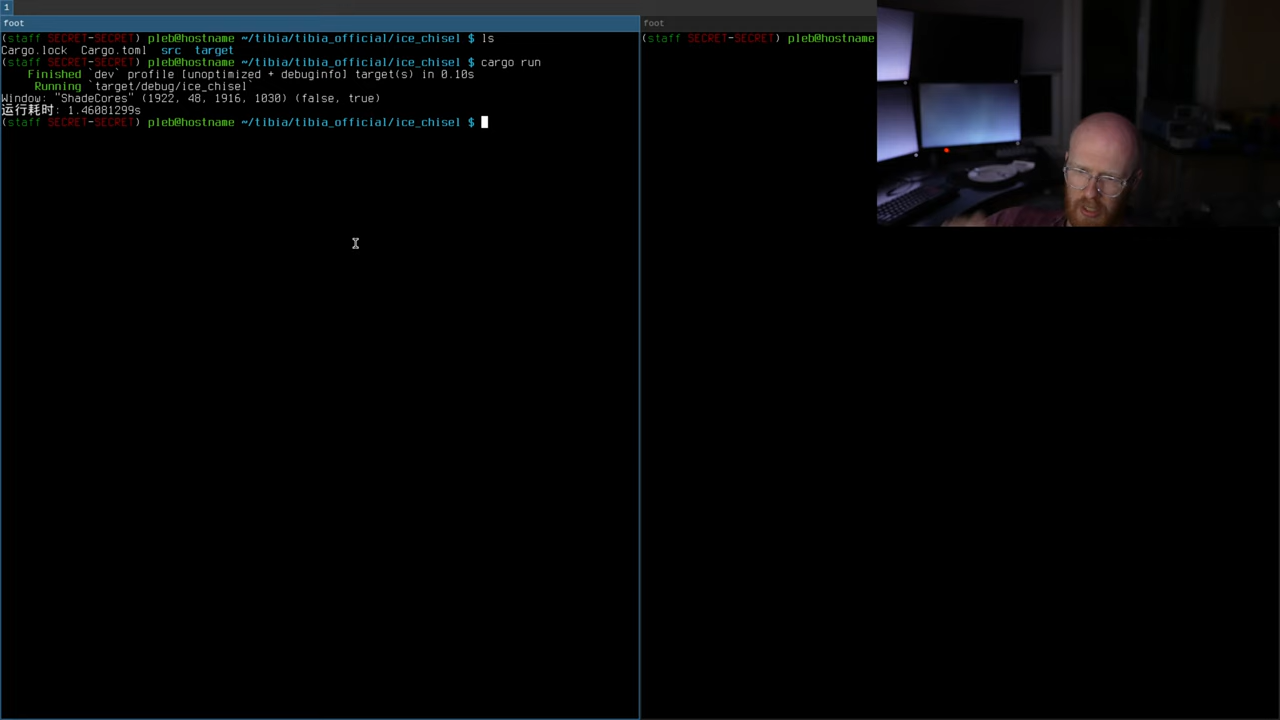 1
foot
(staff SECRET-SECRET) pleb@hostname ~/tibia/tibia_official/ice_chisel $ ls
Cargo.lock  Cargo.toml  src  target
(staff SECRET-SECRET) pleb@hostname ~/tibia/tibia_official/ice_chisel $ cargo run
    Finished `dev` profile [unoptimized + debuginfo] target(s) in 0.10s
     Running `target/debug/ice_chisel`
Window: "ShadeCores" (1922, 48, 1916, 1030) (false, true)
运行耗时: 1.46081299s
(staff SECRET-SECRET) pleb@hostname ~/tibia/tibia_official/ice_chisel $
foot
(staff SECRET-SECRET) pleb@hostname